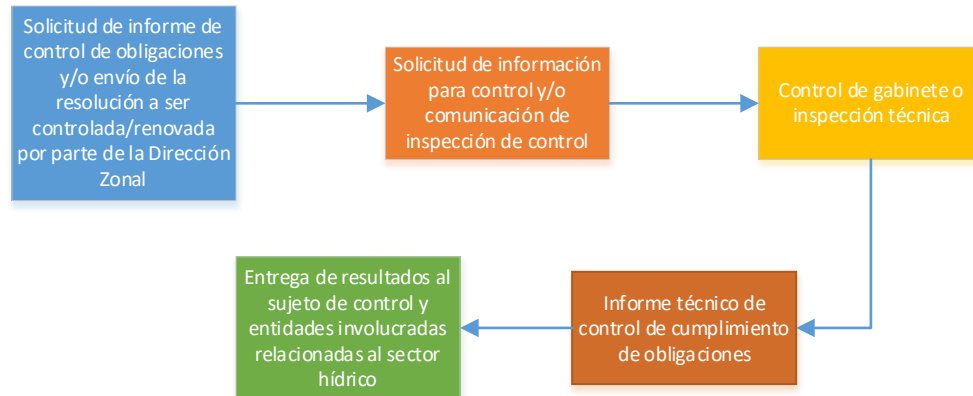 Solicitud de informe de
control de obligaciones
y/o envío de la
resolución a ser
controlada/renovada
por parte de la Dirección
Zonal
Solicitud de información
para control y/o
comunicación de
inspección de control
Control de gabinete o
inspección técnica
Informe técnico de
control de cumplimiento
de obligaciones
Entrega de resultados al
sujeto de control y
entidades involucradas
relacionadas al sector
hídrico